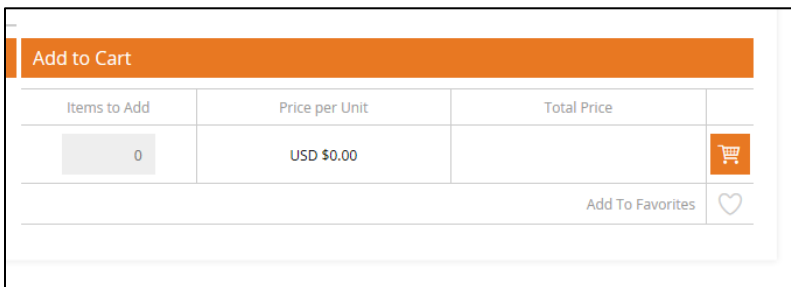 Add to Cart
Items to Add Price per Unit Total Price
0 USD $0.00
Add To Favorites